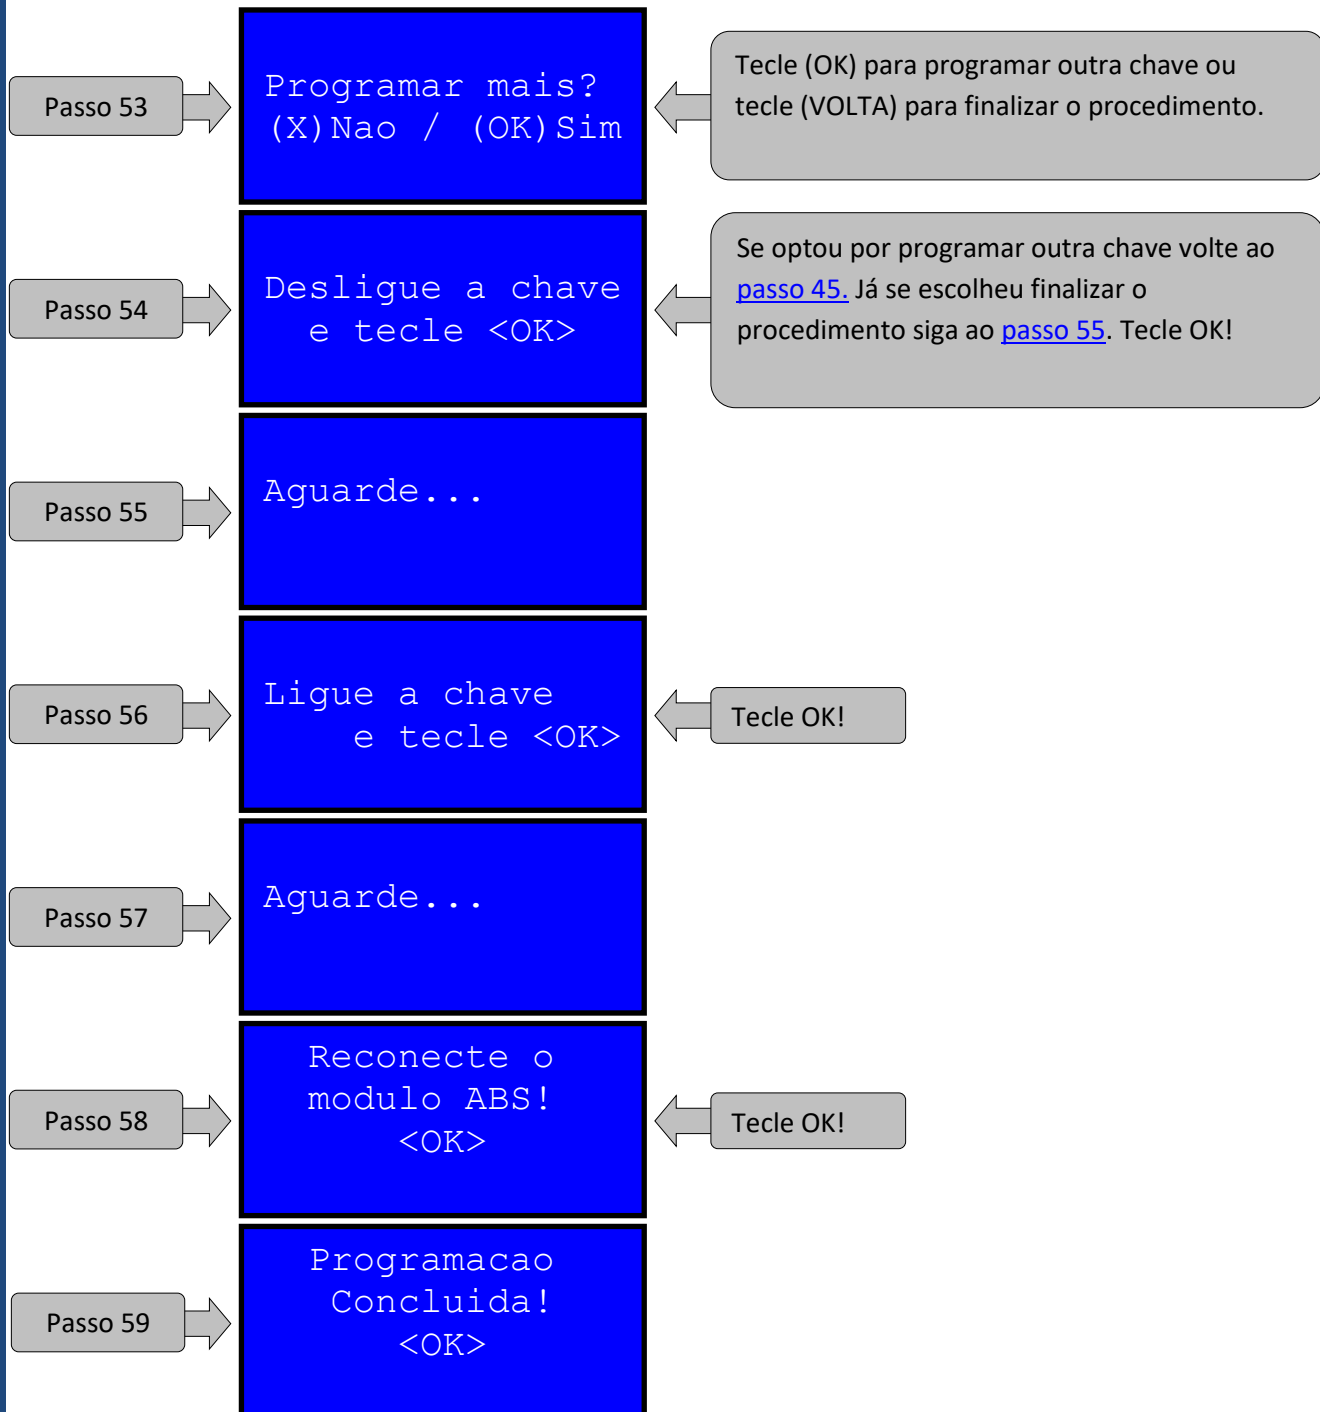 Passo 53
Programar mais?
(X)Nao / (OK)Sim
Tecle (OK) para programar outra chave ou
tecle (VOLTA) para finalizar o procedimento.
Passo 54
Desligue a chave
e tecle <OK>
Se optou por programar outra chave volte ao
passo 45. Já se escolheu finalizar o
procedimento siga ao passo 55. Tecle OK!
Passo 55
Aguarde...
Passo 56
Ligue a chave
e tecle <OK>
Tecle OK!
Passo 57
Aguarde...
Passo 58
Reconecte o
modulo ABS!
<OK>
Tecle OK!
Passo 59
Programacao
Concluida!
<OK>